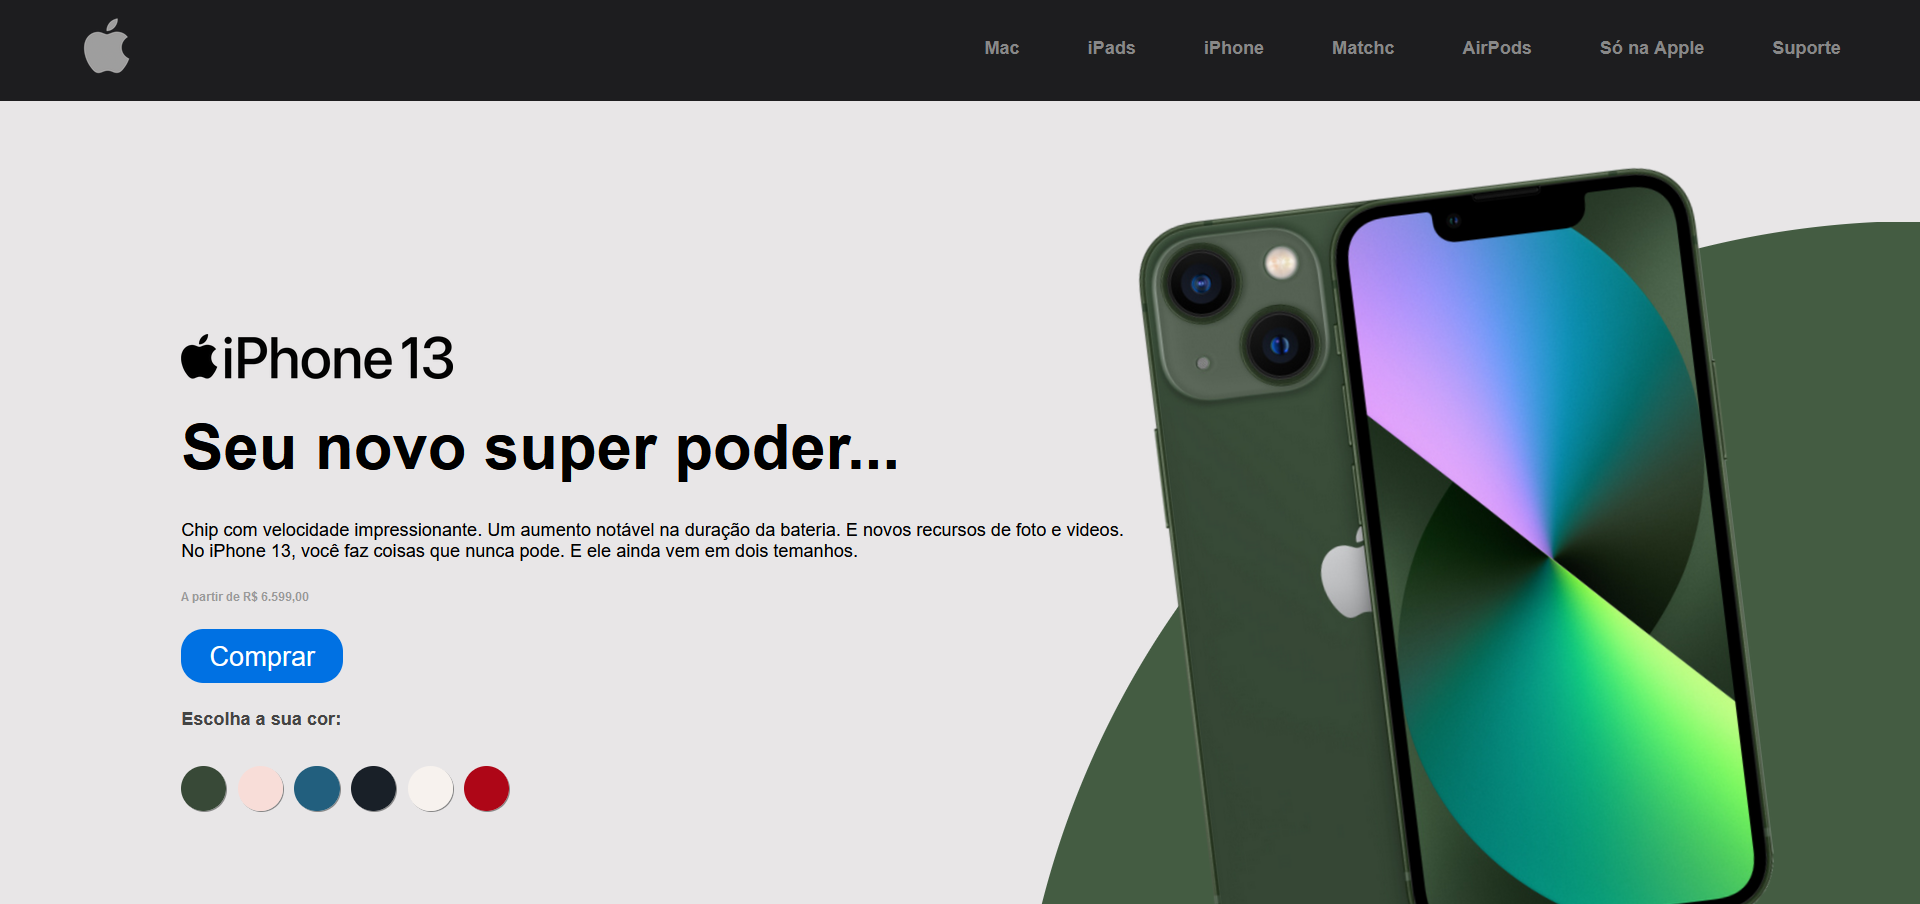 Mac iPads iPhone Matchc AirPods Só na Apple Suporte
iPhone 13
Seu novo super poder...
Chip com velocidade impressionante. Um aumento notável na duração da bateria. E novos recursos de foto e videos.
No iPhone 13, você faz coisas que nunca pode. E ele ainda vem em dois temanhos.
A partir de R$ 6.599,00
Comprar
Escolha a sua cor: